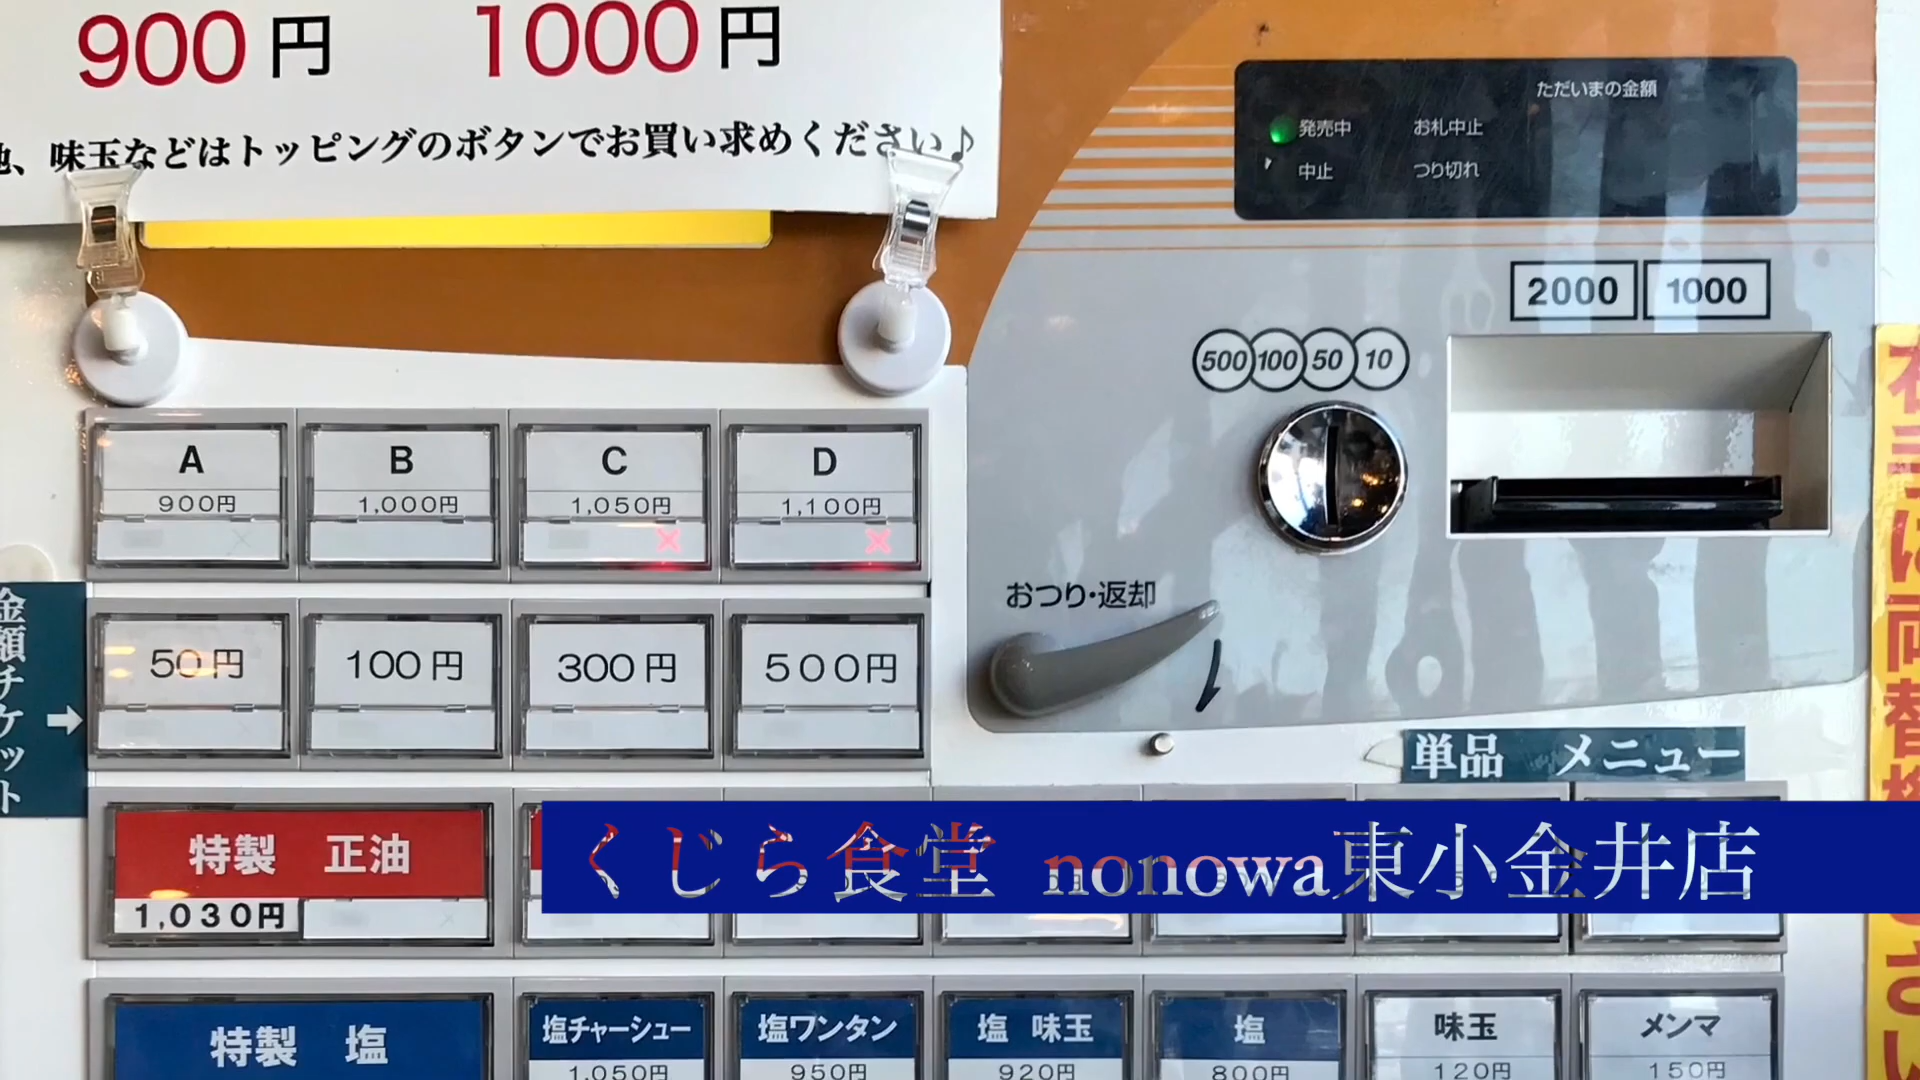 900円 1000円
、味玉などはトッピングのボタンでお買い求めください♪
ただいまの金額
発売中 お札中止
中止 つり切れ
2000 1000
500 100 50 10
A B C D
900円 1,000円 1,050円 1,100円
おつり・返却
金額チケット
50円 100円 300円 500円
単品 メニュー
特製 正油
1,030円
くじら食堂 nonowa東小金井店
特製 塩
塩チャーシュー 塩ワンタン 塩 味玉 塩 味玉 メンマ
1,050円 950円 920円 800円 120円 150円